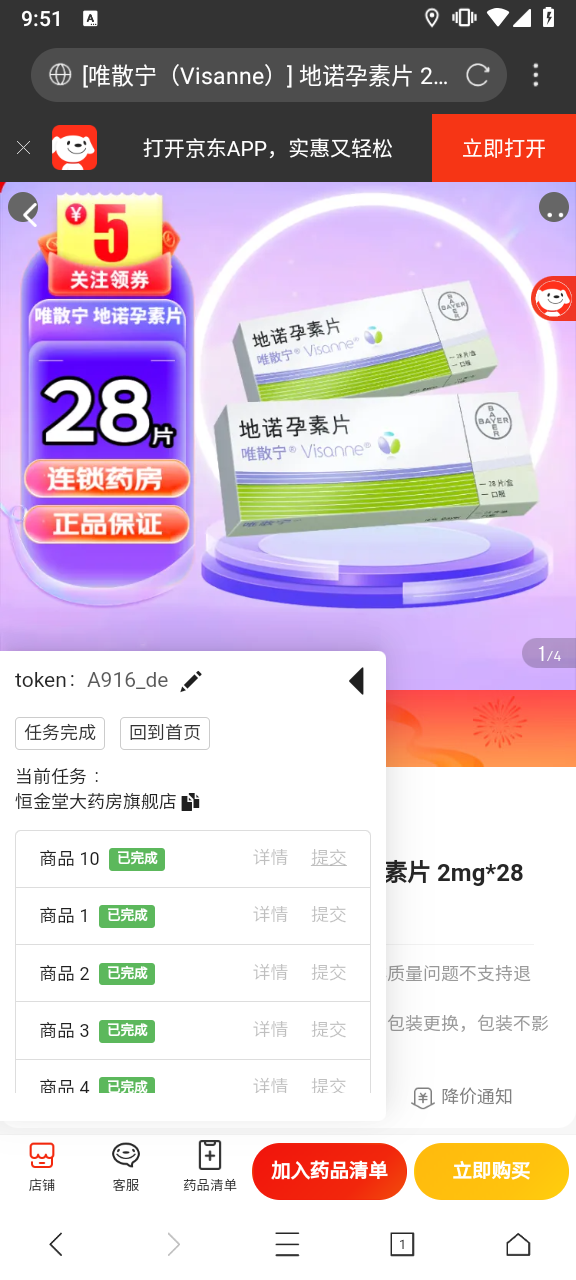 9:51
A
[唯散宁（Visanne）] 地诺孕素片 2...
打开京东APP，实惠又轻松
立即打开
¥5
关注领券
唯散宁 地诺孕素片
28片
连锁药房
正品保证
地诺孕素片
唯散宁® Visanne®
BAYER
28片/盒
口服
地诺孕素片
唯散宁® Visanne®
BAYER
28片/盒
口服
1/4
token： A916_de
任务完成
回到首页
当前任务 ：
恒金堂大药房旗舰店
商品 10 已完成 详情 提交
商品 1 已完成 详情 提交
商品 2 已完成 详情 提交
商品 3 已完成 详情 提交
商品 4 已完成 详情 提交
素片 2mg*28
质量问题不支持退
包装更换，包装不影
降价通知
店铺
客服
药品清单
加入药品清单
立即购买
1